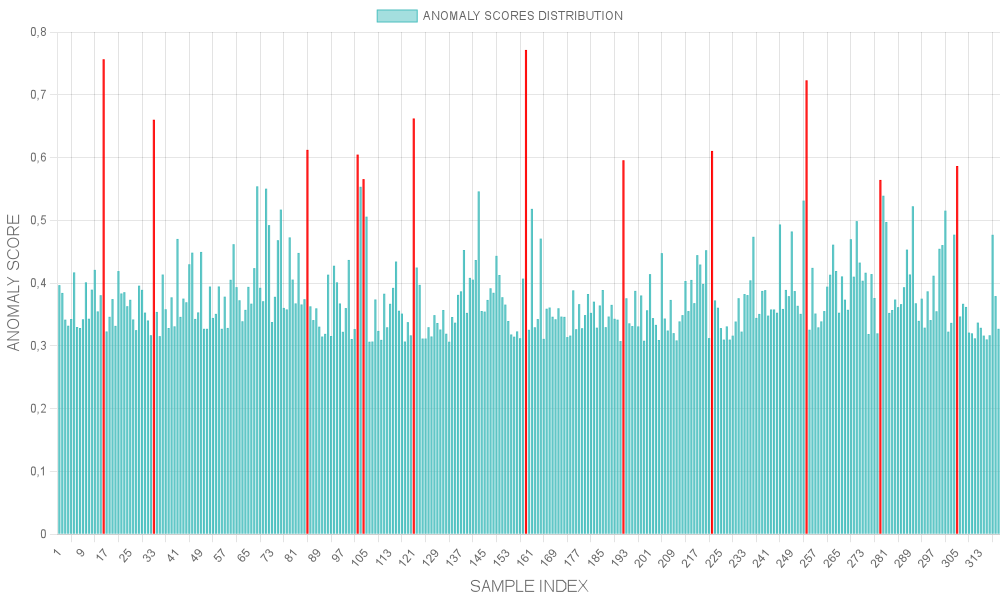 ANOMALY SCORES DISTRIBUTION
0,8
0,7
0,6
0,5
0,4
0,3
0,2
0,1
0
ANOMALY SCORE
1 9 17 25 33 41 49 57 65 73 81 89 97 105 113 121 129 137 145 153 161 169 177 185 193 201 209 217 225 233 241 249 257 265 273 281 289 297 305 313
SAMPLE INDEX